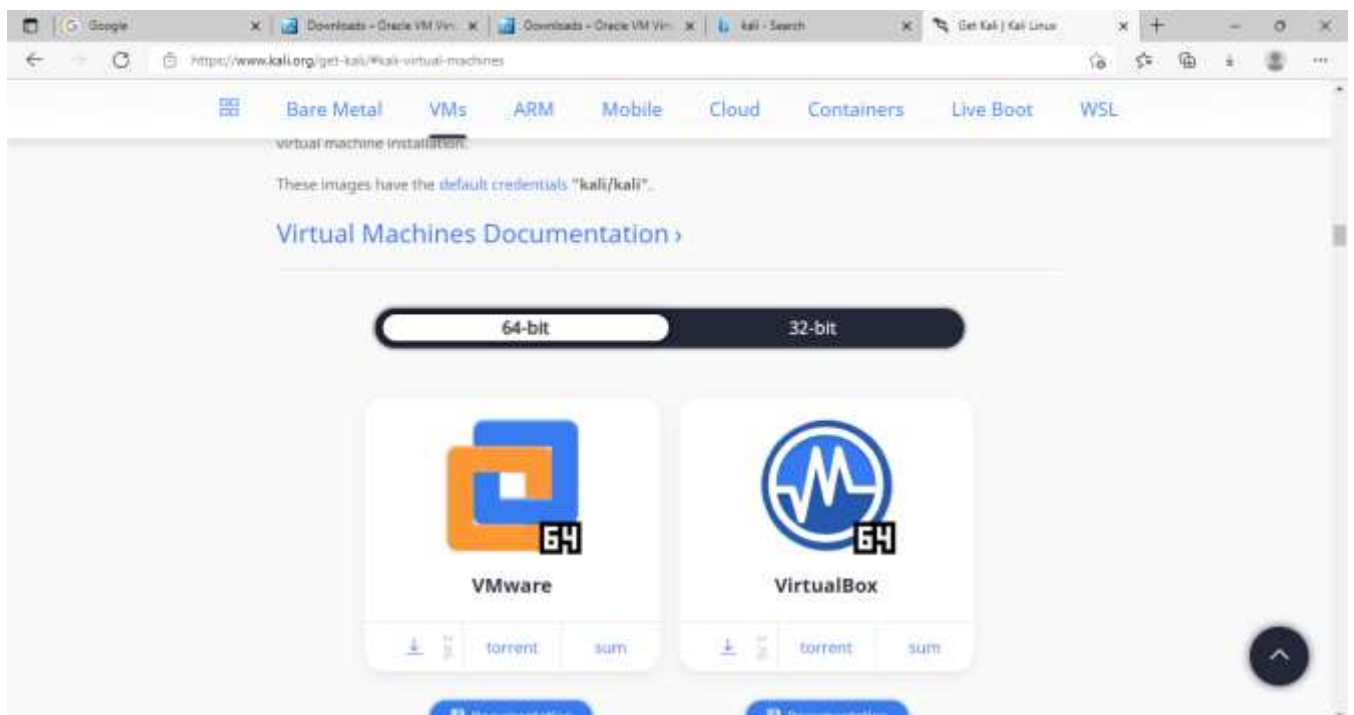 Google
Downloads – Oracle VM Vir
Downloads – Oracle VM Vir
kali - Search
Get Kali | Kali Linux
https://www.kali.org/get-kali/#kali-virtual-machines
Bare Metal VMs ARM Mobile Cloud Containers Live Boot WSL
virtual machine installation.
These images have the default credentials "kali/kali".
Virtual Machines Documentation ›
64-bit 32-bit
64 64
VMware VirtualBox
torrent sum torrent sum
Documentation Documentation